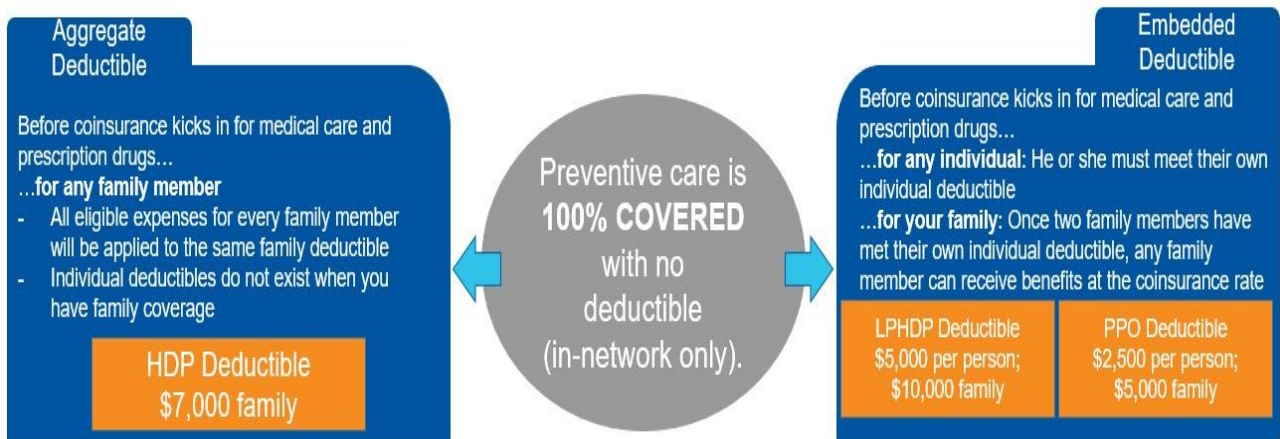 Aggregate
Deductible
Before coinsurance kicks in for medical care and
prescription drugs…
…for any family member
- All eligible expenses for every family member
will be applied to the same family deductible
- Individual deductibles do not exist when you
have family coverage
HDP Deductible
$7,000 family
Preventive care is
100% COVERED
with no
deductible
(in-network only).
Embedded
Deductible
Before coinsurance kicks in for medical care and
prescription drugs…
…for any individual: He or she must meet their own
individual deductible
…for your family: Once two family members have
met their own individual deductible, any family
member can receive benefits at the coinsurance rate
LPHDP Deductible
$5,000 per person;
$10,000 family
PPO Deductible
$2,500 per person;
$5,000 family